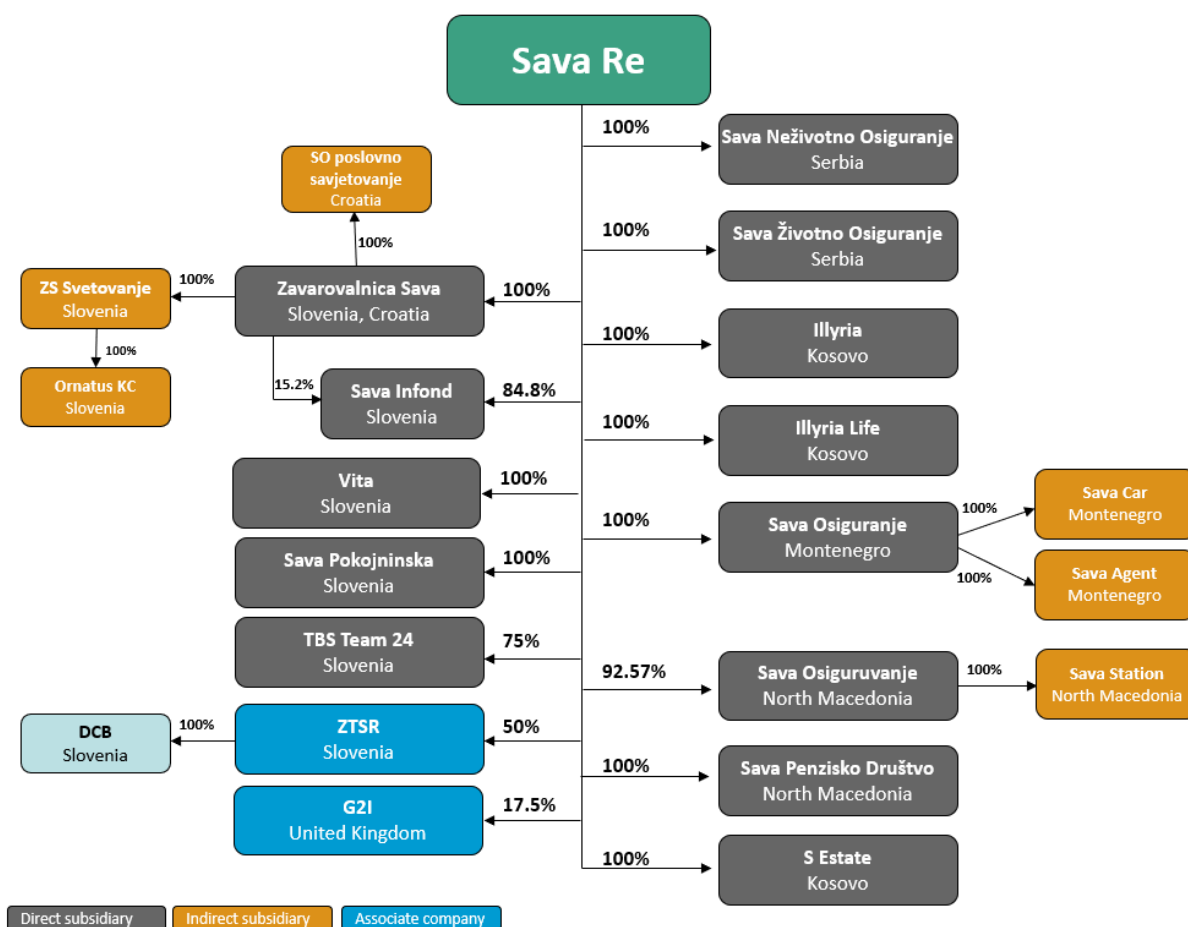 Sava Re
100%
Sava Neživotno Osiguranje
Serbia
SO poslovno
savjetovanje
Croatia
100%
100%
Sava Životno Osiguranje
Serbia
ZS Svetovanje
Slovenia
100%
Zavarovalnica Sava
Slovenia, Croatia
100%
100%
Illyria
Kosovo
100%
Ornatus KC
Slovenia
15.2%
Sava Infond
Slovenia
84.8%
100%
Illyria Life
Kosovo
Vita
Slovenia
100%
100%
Sava Osiguranje
Montenegro
100%
Sava Car
Montenegro
100%
Sava Agent
Montenegro
Sava Pokojninska
Slovenia
100%
TBS Team 24
Slovenia
75%
92.57%
Sava Osiguruvanje
North Macedonia
100%
Sava Station
North Macedonia
DCB
Slovenia
100%
ZTSR
Slovenia
50%
100%
Sava Penzisko Društvo
North Macedonia
G2I
United Kingdom
17.5%
100%
S Estate
Kosovo
Direct subsidiary
Indirect subsidiary
Associate company